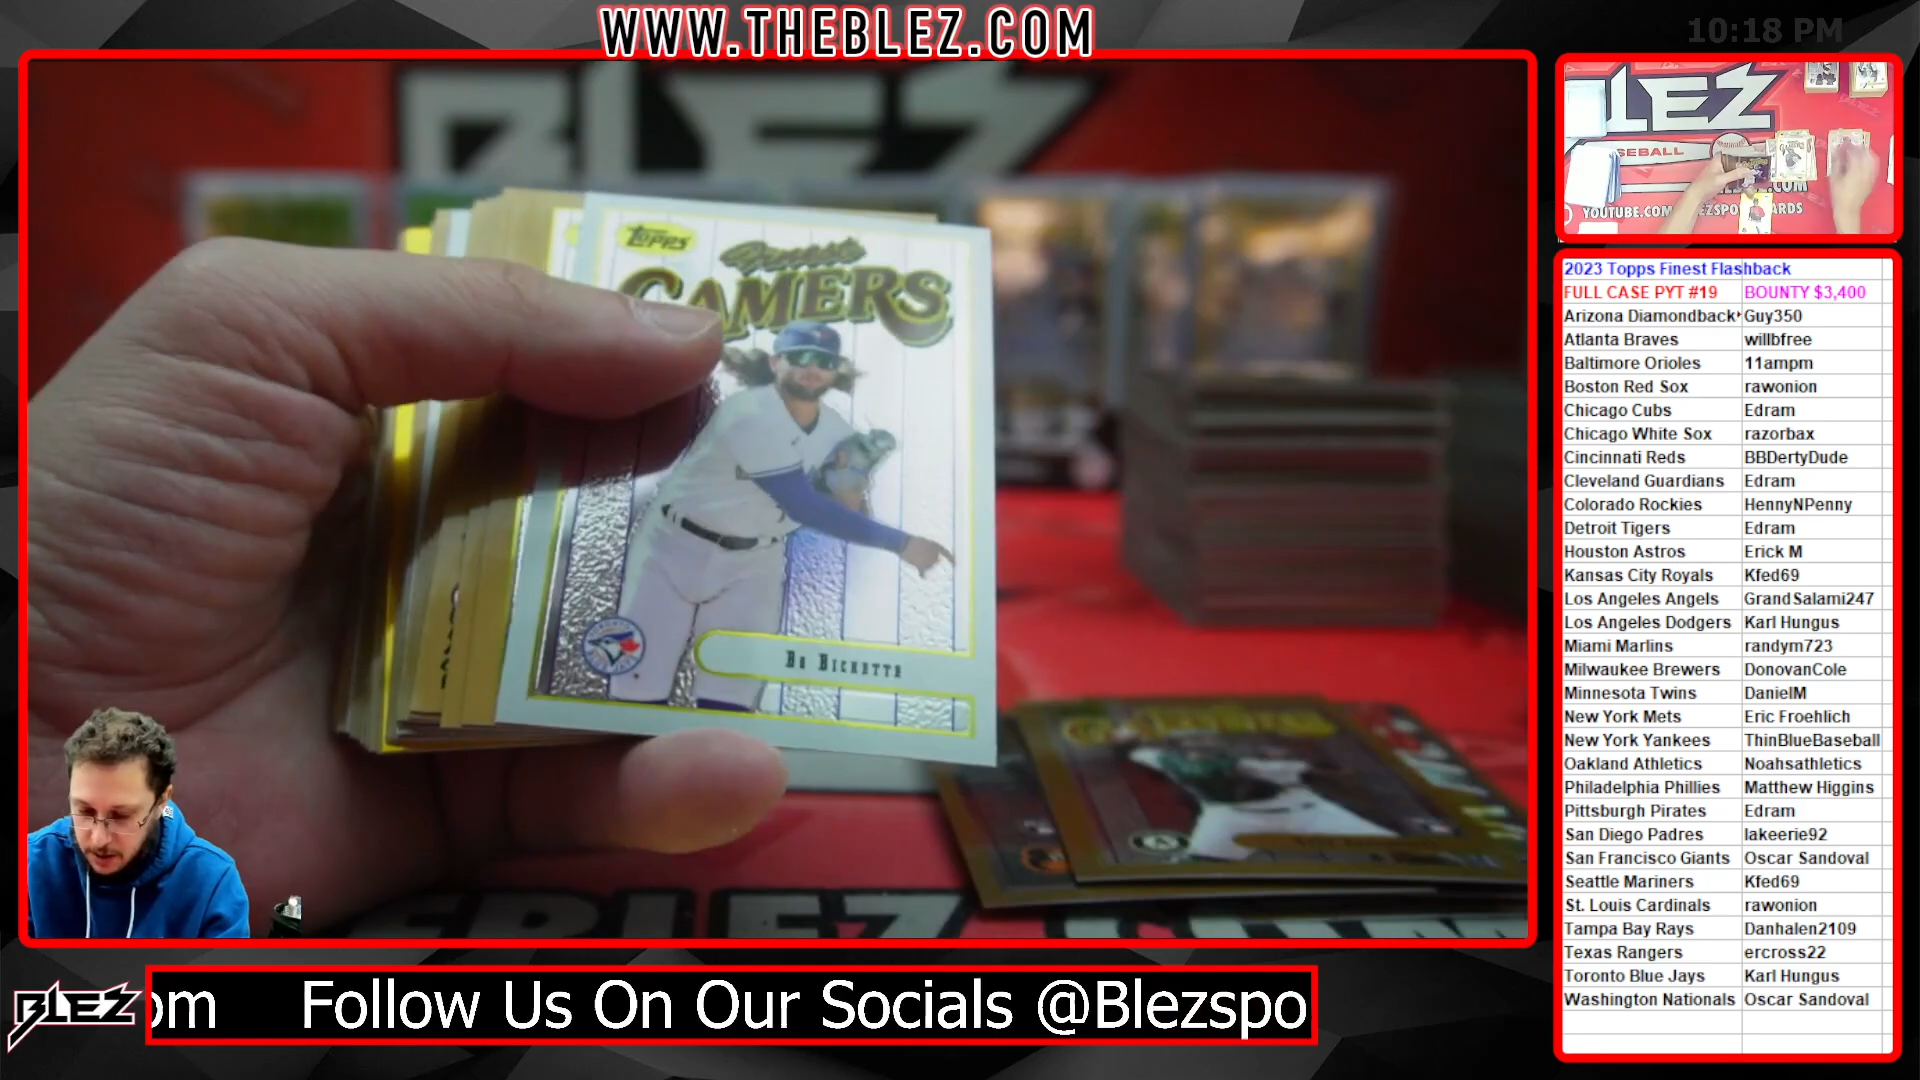 WWW.THEBLEZ.COM
10:18 PM
BLEZ
Topps
Finest
GAMERS
Bo Bichette
LEZ
SEBALL
.COM
YOUTUBE.COM
2023 Topps Finest Flashback
FULL CASE PYT #19 BOUNTY $3,400
Arizona Diamondback Guy350
Atlanta Braves willbfree
Baltimore Orioles 11ampm
Boston Red Sox rawonion
Chicago Cubs Edram
Chicago White Sox razorbax
Cincinnati Reds BBDertyDude
Cleveland Guardians Edram
Colorado Rockies HennyNPenny
Detroit Tigers Edram
Houston Astros Erick M
Kansas City Royals Kfed69
Los Angeles Angels GrandSalami247
Los Angeles Dodgers Karl Hungus
Miami Marlins randym723
Milwaukee Brewers DonovanCole
Minnesota Twins DanielM
New York Mets Eric Froehlich
New York Yankees ThinBlueBaseball
Oakland Athletics Noahsathletics
Philadelphia Phillies Matthew Higgins
Pittsburgh Pirates Edram
San Diego Padres lakeerie92
San Francisco Giants Oscar Sandoval
Seattle Mariners Kfed69
St. Louis Cardinals rawonion
Tampa Bay Rays Danhalen2109
Texas Rangers ercross22
Toronto Blue Jays Karl Hungus
Washington Nationals Oscar Sandoval
BLEZ
om Follow Us On Our Socials @Blezspo